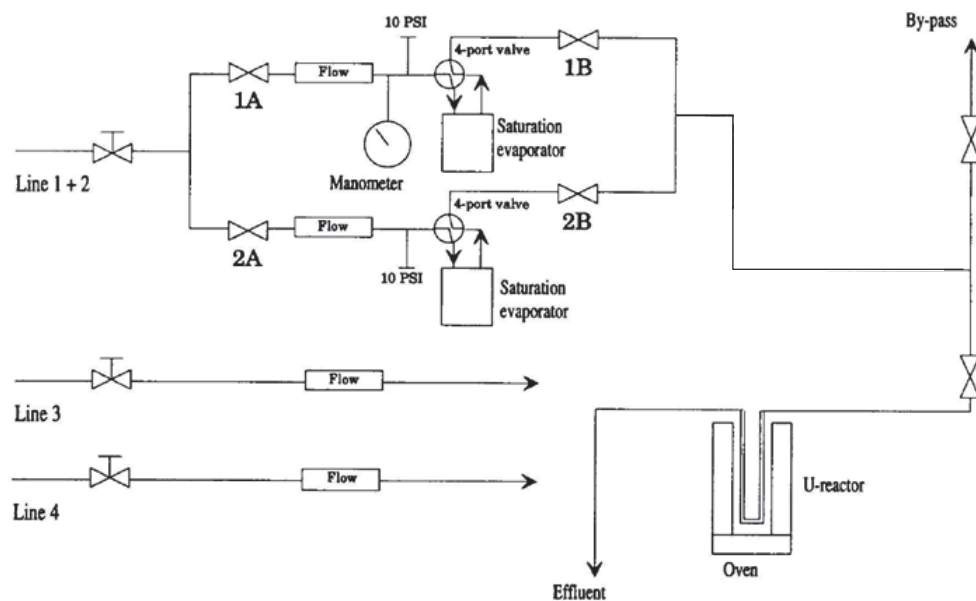 10 PSI
By-pass
4-port valve
Flow
1A
1B
Saturation
evaporator
Manometer
Line 1 + 2
4-port valve
Flow
2A
2B
10 PSI
Saturation
evaporator
Flow
Line 3
Flow
Line 4
U-reactor
Oven
Effluent